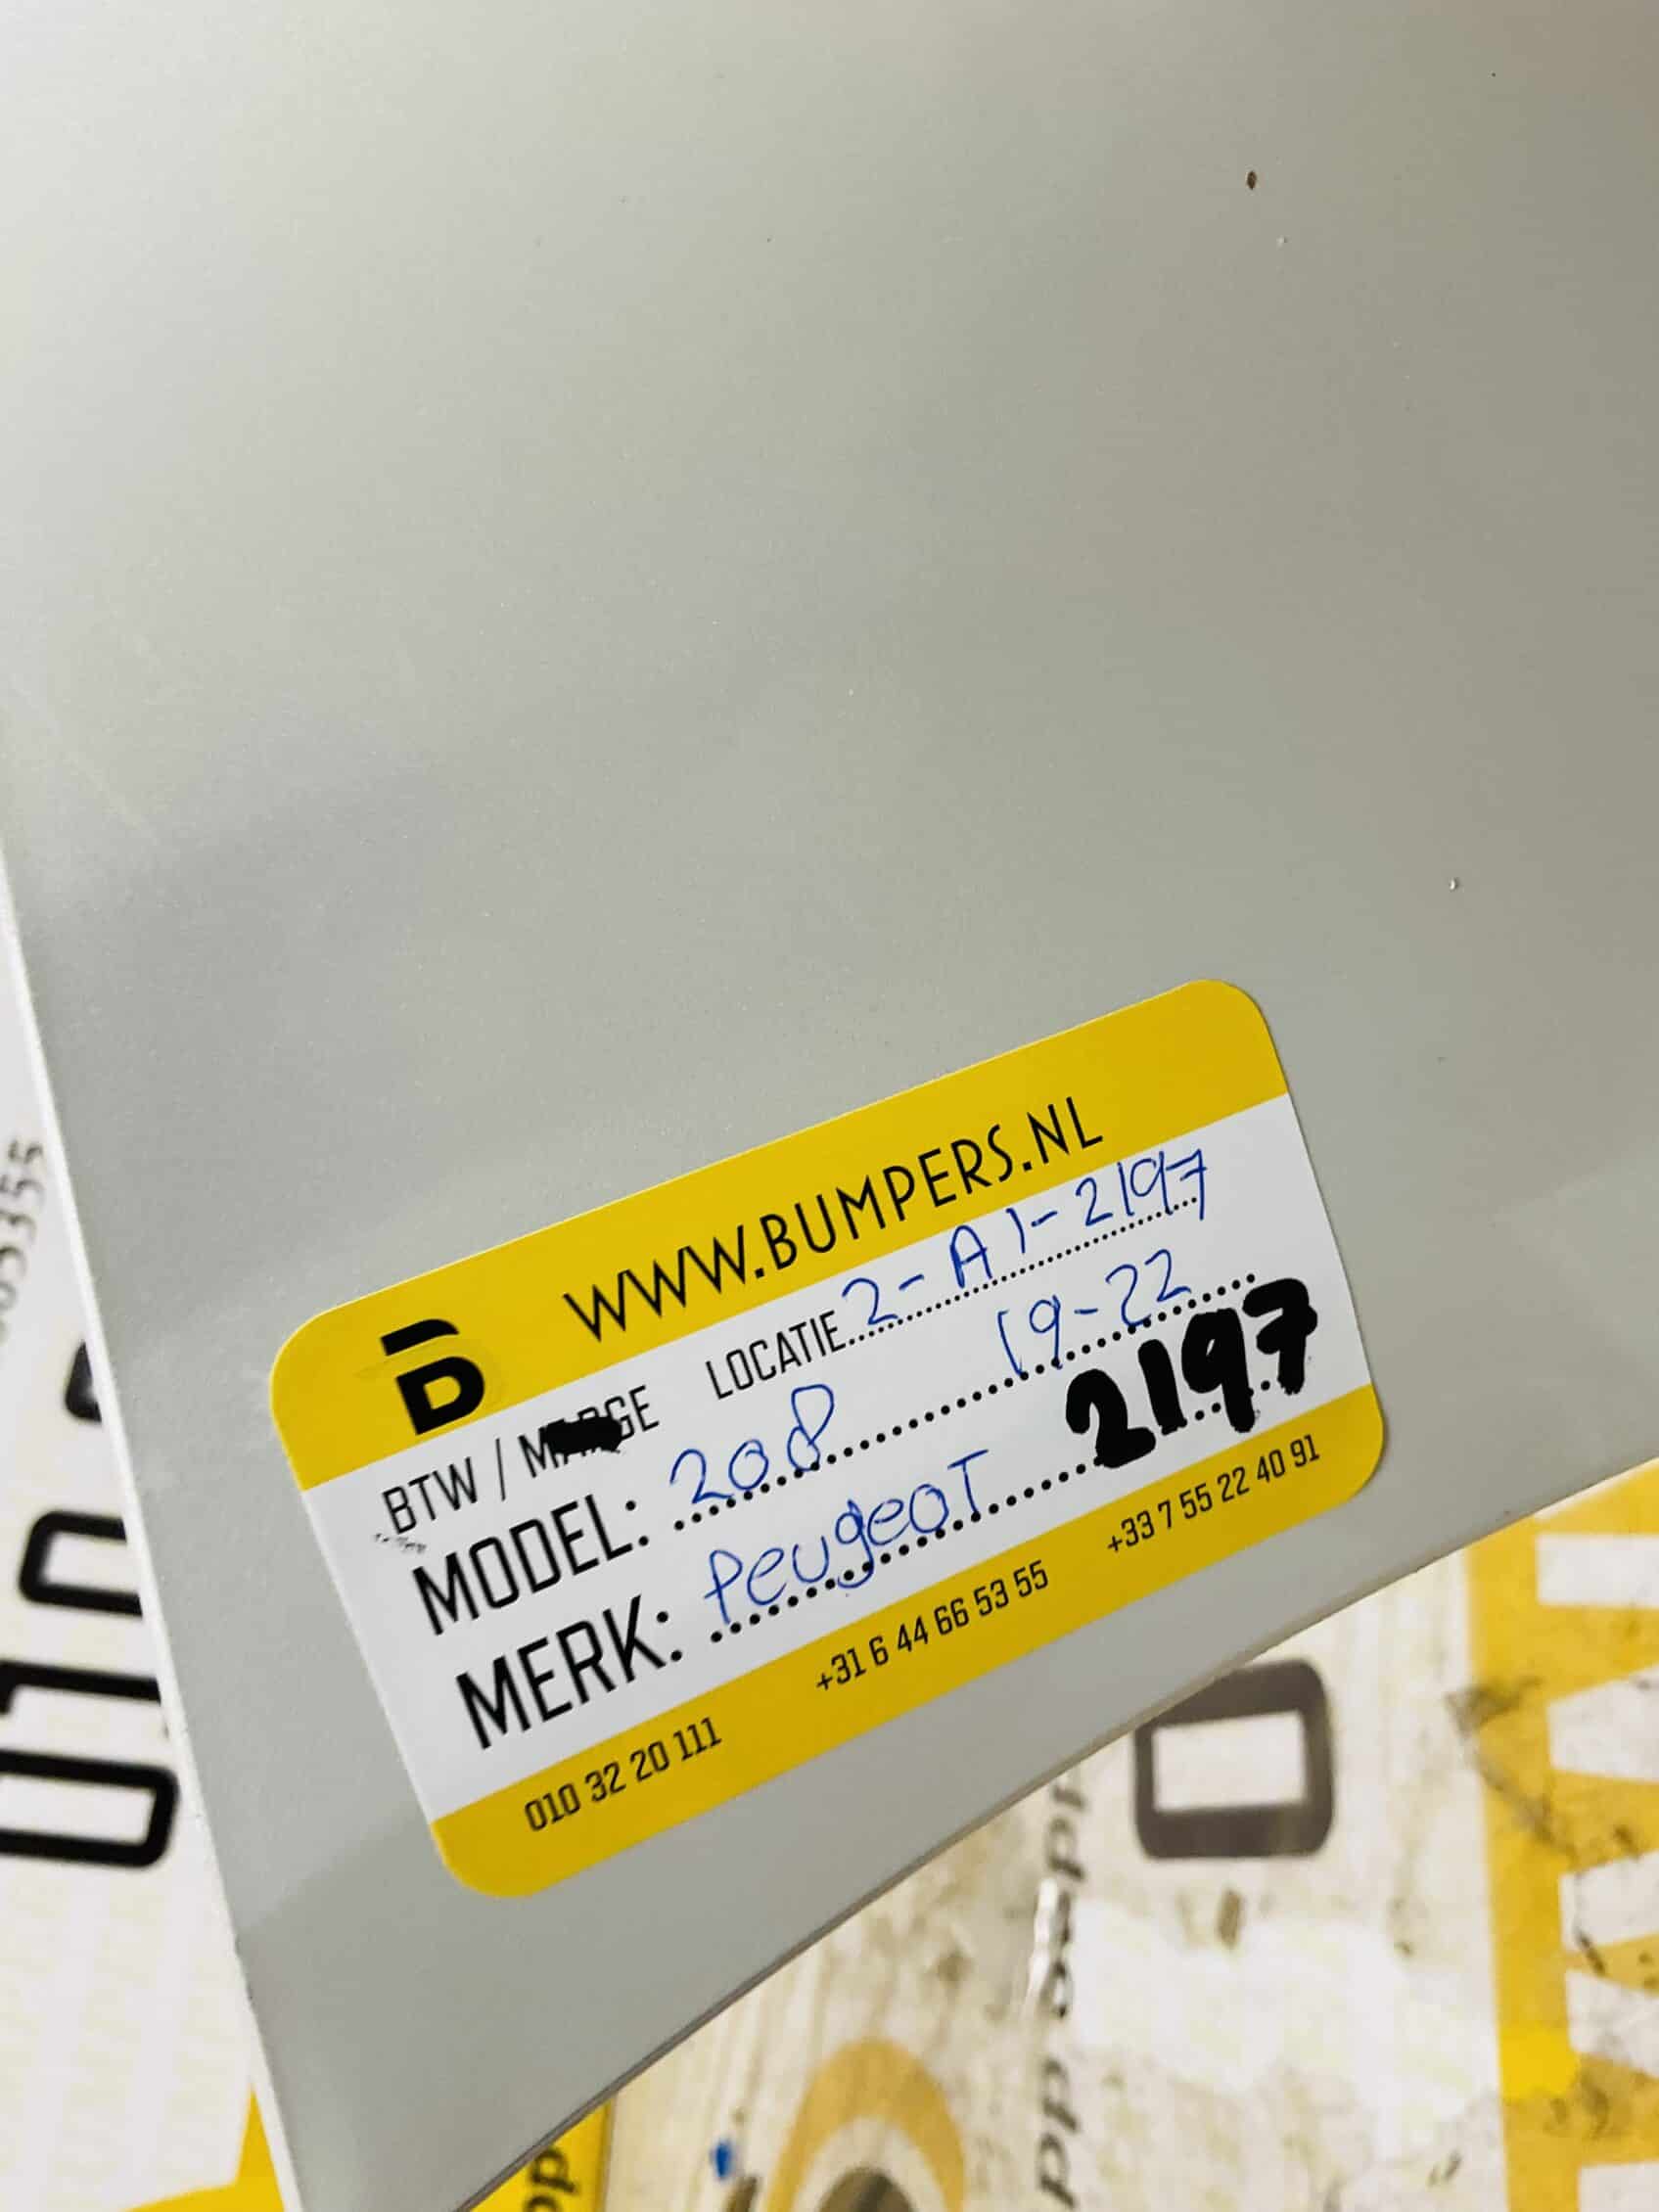 WWW.BUMPERS.NL
BTW / MARGE LOCATIE 2-A1-2197
MODEL: 208 19-22
MERK: Peugeot 2197
010 32 20 111 +31 6 44 66 53 55 +33 7 55 22 40 91